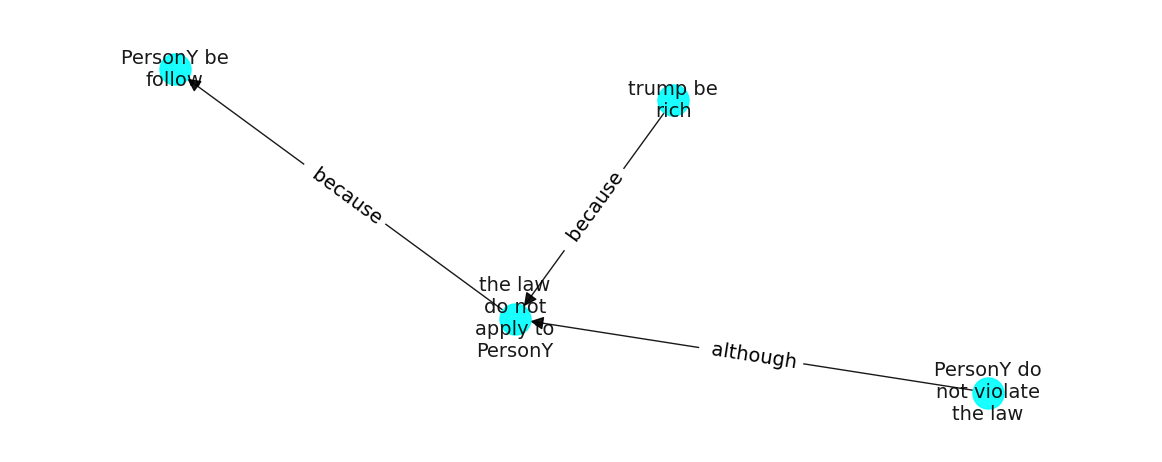 PersonY be
follow
trump be
rich
because
because
the law
do not
apply to
PersonY
although
PersonY do
not violate
the law